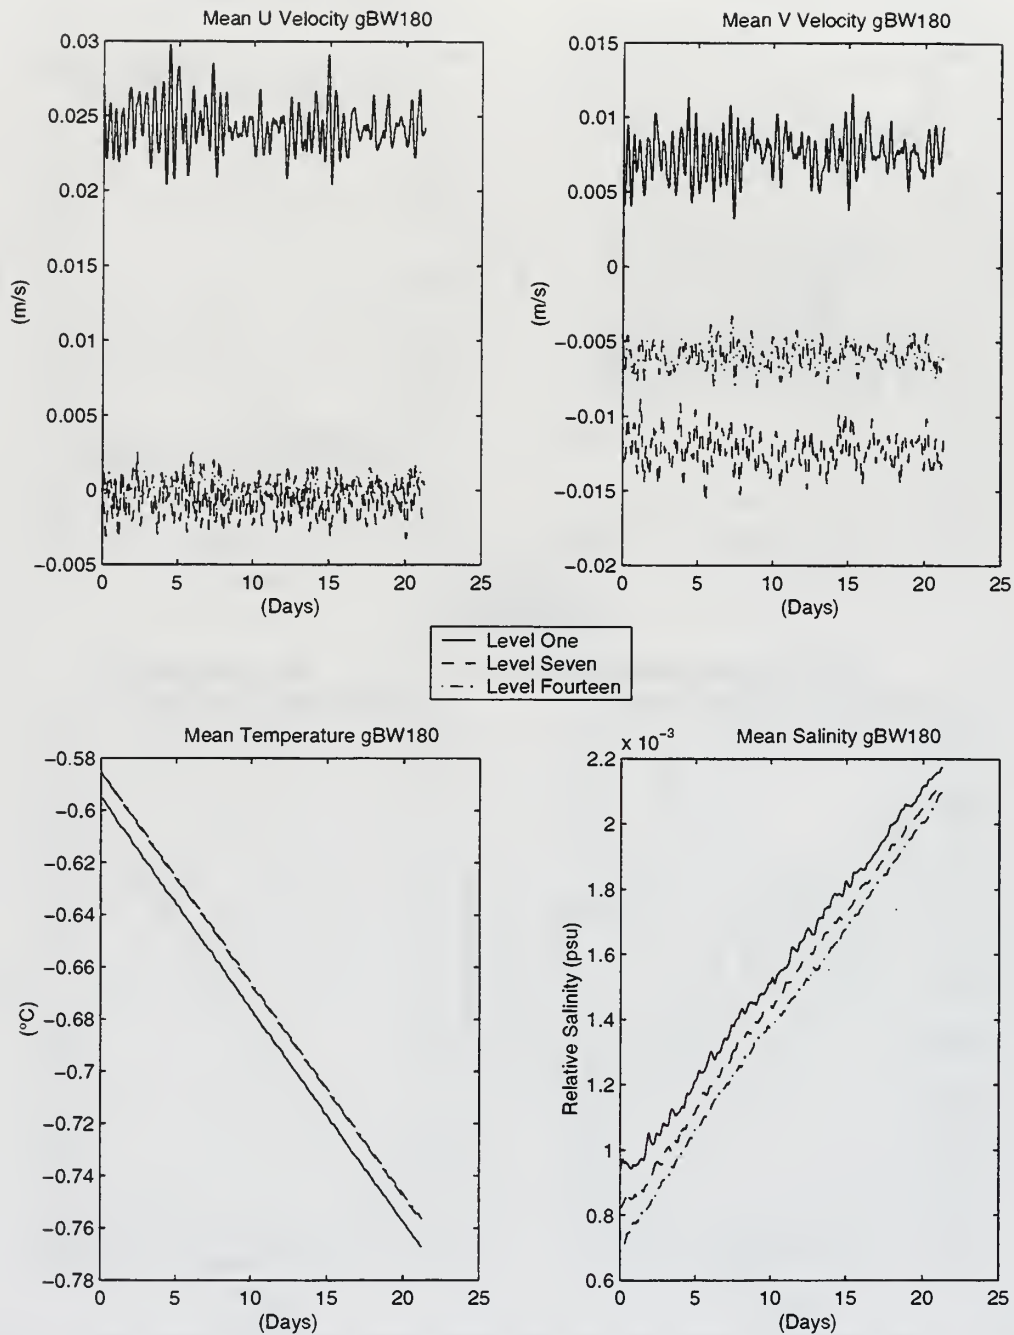 Mean U Velocity gBW180
0.03
0.025
0.02
0.015
0.01
0.005
0
−0.005
(m/s)
0 5 10 15 20 25
(Days)
Mean V Velocity gBW180
0.015
0.01
0.005
0
−0.005
−0.01
−0.015
−0.02
(m/s)
0 5 10 15 20 25
(Days)
Level One
Level Seven
Level Fourteen
Mean Temperature gBW180
−0.58
−0.6
−0.62
−0.64
−0.66
−0.68
−0.7
−0.72
−0.74
−0.76
−0.78
(°C)
0 5 10 15 20 25
(Days)
x 10⁻³
Mean Salinity gBW180
2.2
2
1.8
1.6
1.4
1.2
1
0.8
0.6
Relative Salinity (psu)
0 5 10 15 20 25
(Days)